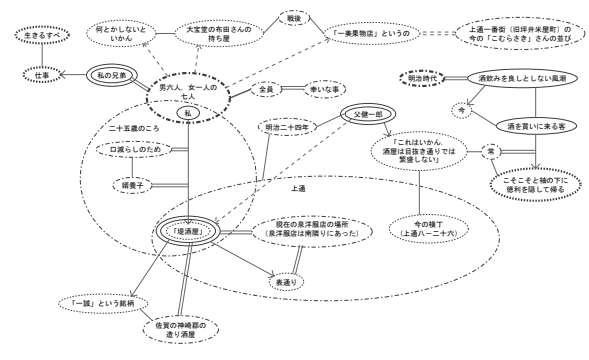 生きるすべ
何とかしないと
いかん
大宝堂の布田さんの
持ち屋
戦後
「一美果物店」というの
上通一番街（旧坪井米屋町）の
今の「こむらさき」さんの並び
仕事
私の兄弟
男六人、女一人の
七人
私
全員
幸いな事
明治時代
酒飲みを良しとしない風潮
今
酒を買いに来る客
父健一郎
明治二十四年
「これはいかん、
酒屋は目抜き通りでは
繁盛しない」
常
こそこそと袖の下に
徳利を隠して帰る
二十五歳のころ
口減らしのため
婿養子
上通
「堤酒屋」
現在の泉洋服店の場所
（泉洋服店は南隣りにあった）
今の横丁
（上通八－二十六）
表通り
「一誠」という銘柄
佐賀の神崎郡の
造り酒屋